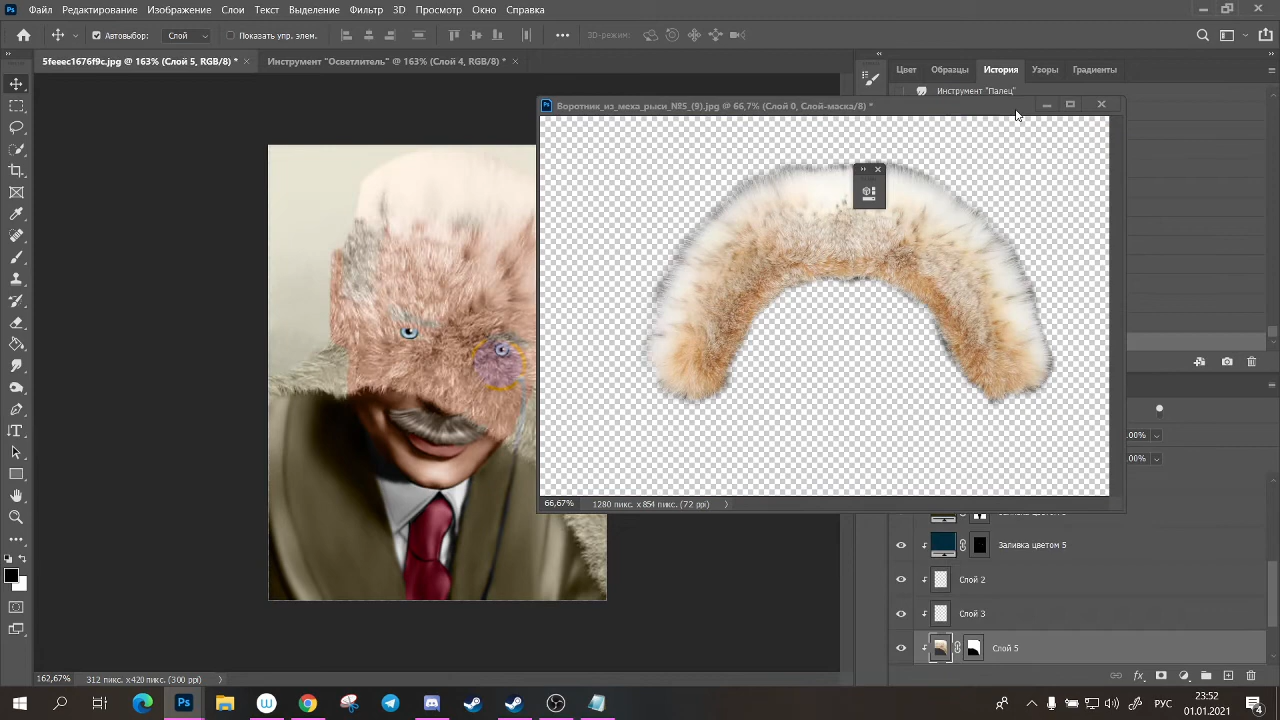 Файл Редактирование Изображение Слои Текст Выделение Фильтр 3D Просмотр Окно Справка
Автовыбор: Слой Показать упр. элем. 3D-режим:
5feeec1676f9c.jpg @ 163% (Слой 5, RGB/8) * Инструмент "Осветлитель" @ 163% (Слой 4, RGB/8) *
Цвет Образцы История Узоры Градиенты
Инструмент "Палец"
Воротник_из_меха_рыси_№5_(9).jpg @ 66,7% (Слой 0, Слой-маска/8) *
66,67% 1280 пикс. x 854 пикс. (72 ppi)
Заливка цветом 5
Слой 2
Слой 3
Слой 5
162,67% 312 пикс. x 420 пикс. (300 ppi)
РУС
23:52
01.01.2021
4